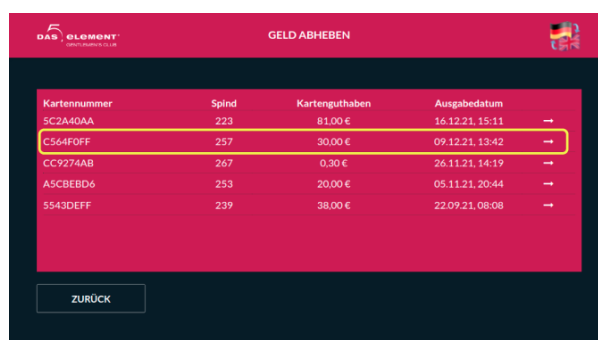 DAS 5 ELEMENT
GENTLEMEN'S CLUB
GELD ABHEBEN
Kartennummer Spind Kartenguthaben Ausgabedatum
5C2A40AA 223 81,00 € 16.12.21, 15:11 →
C564F0FF 257 30,00 € 09.12.21, 13:42 →
CC9274AB 267 0,30 € 26.11.21, 14:19 →
A5CBEBD6 253 20,00 € 05.11.21, 20:44 →
5543DEFF 239 38,00 € 22.09.21, 08:08 →
ZURÜCK